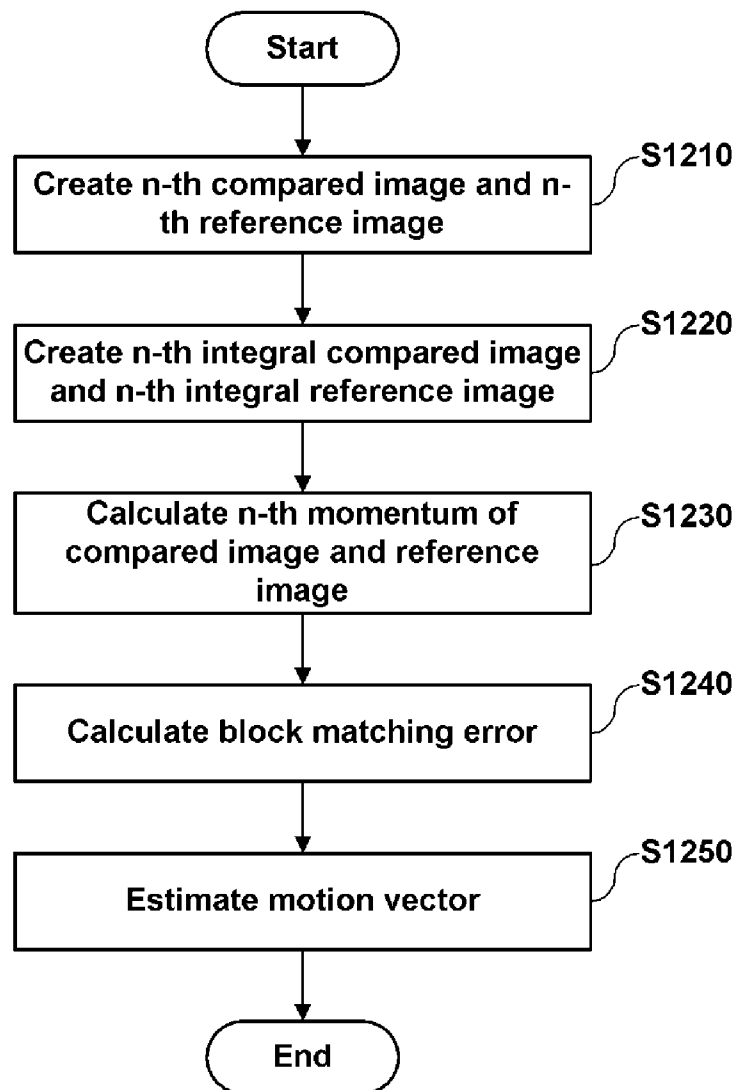 Start
S1210
Create n-th compared image and n-
th reference image
S1220
Create n-th integral compared image
and n-th integral reference image
S1230
Calculate n-th momentum of
compared image and reference
image
S1240
Calculate block matching error
S1250
Estimate motion vector
End